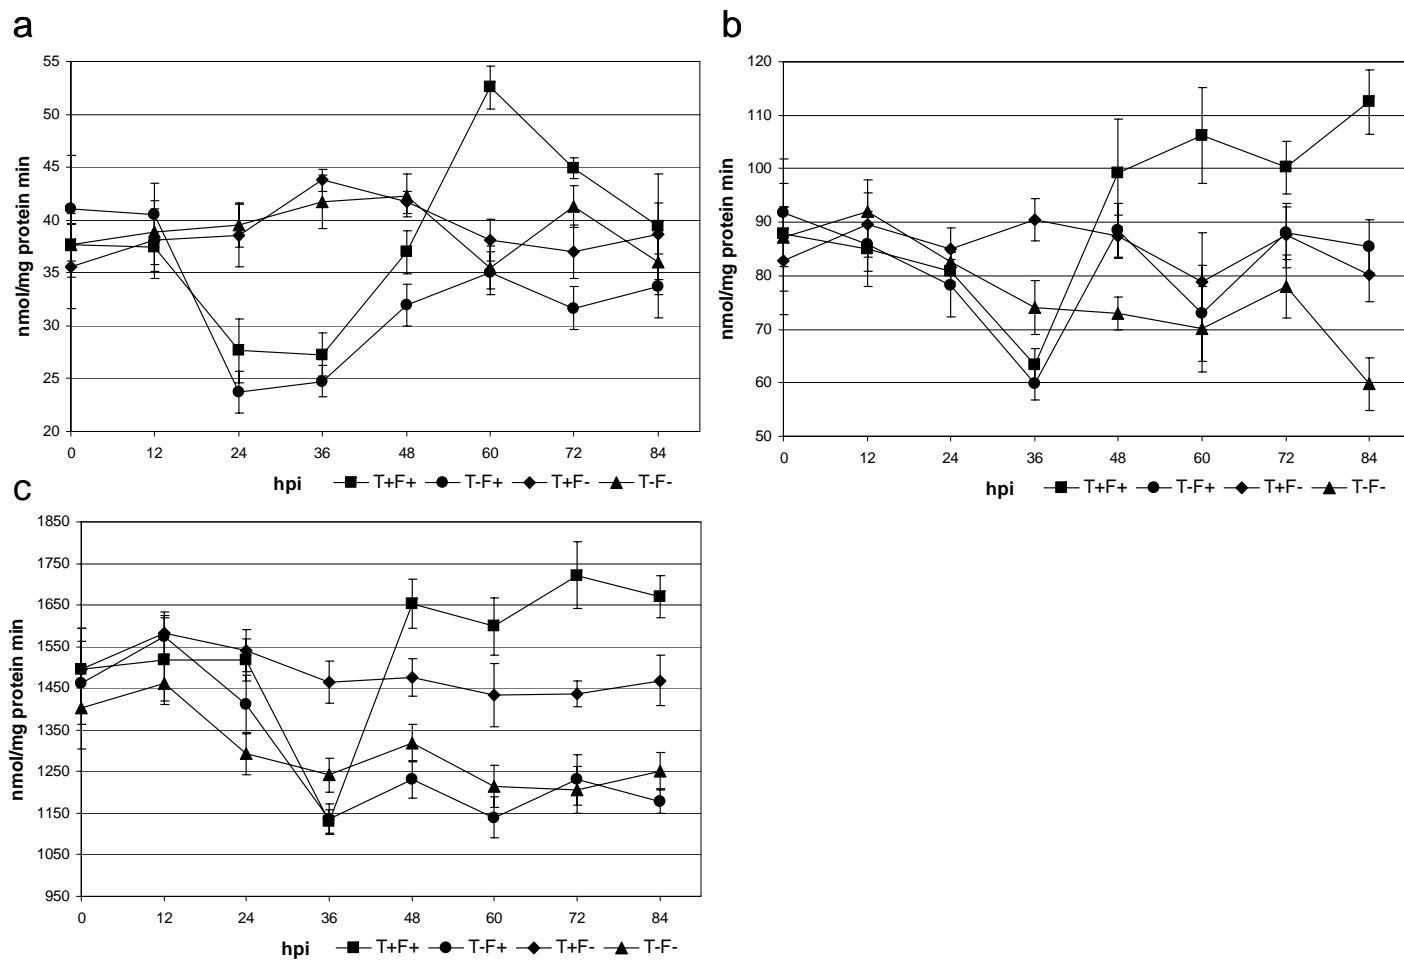 a
55
50
45
40
35
30
25
20
nmol/mg protein min
0 12 24 36 48 60 72 84
hpi T+F+ T-F+ T+F- T-F-
b
120
110
100
90
80
70
60
50
nmol/mg protein min
0 12 24 36 48 60 72 84
hpi T+F+ T-F+ T+F- T-F-
c
1850
1750
1650
1550
1450
1350
1250
1150
1050
950
nmol/mg protein min
0 12 24 36 48 60 72 84
hpi T+F+ T-F+ T+F- T-F-